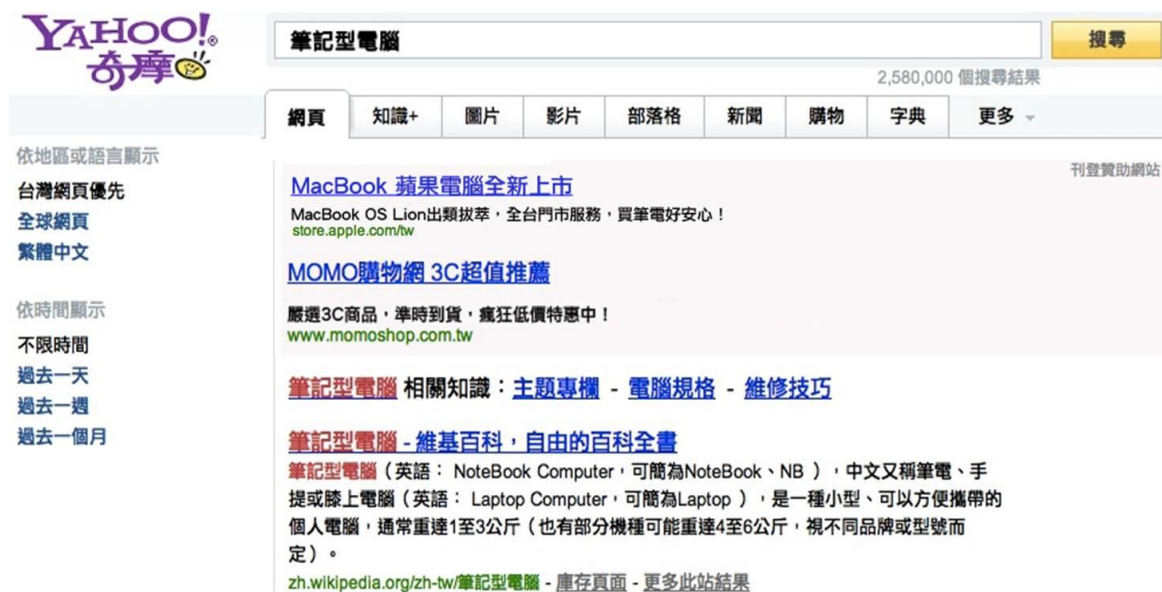 YAHOO!®
奇摩
筆記型電腦
搜尋
2,580,000 個搜尋結果
網頁 知識+ 圖片 影片 部落格 新聞 購物 字典 更多
依地區或語言顯示
台灣網頁優先
全球網頁
繁體中文
依時間顯示
不限時間
過去一天
過去一週
過去一個月
刊登贊助網站
MacBook 蘋果電腦全新上市
MacBook OS Lion出類拔萃，全台門市服務，買筆電好安心！
store.apple.com/tw
MOMO購物網 3C超值推薦
嚴選3C商品，準時到貨，瘋狂低價特惠中！
www.momoshop.com.tw
筆記型電腦 相關知識：主題專欄 - 電腦規格 - 維修技巧
筆記型電腦 - 維基百科，自由的百科全書
筆記型電腦（英語： NoteBook Computer，可簡為NoteBook、NB ），中文又稱筆電、手
提或膝上電腦（英語： Laptop Computer，可簡為Laptop ），是一種小型、可以方便攜帶的
個人電腦，通常重達1至3公斤（也有部分機種可能重達4至6公斤，視不同品牌或型號而
定）。
zh.wikipedia.org/zh-tw/筆記型電腦 - 庫存頁面 - 更多此站結果